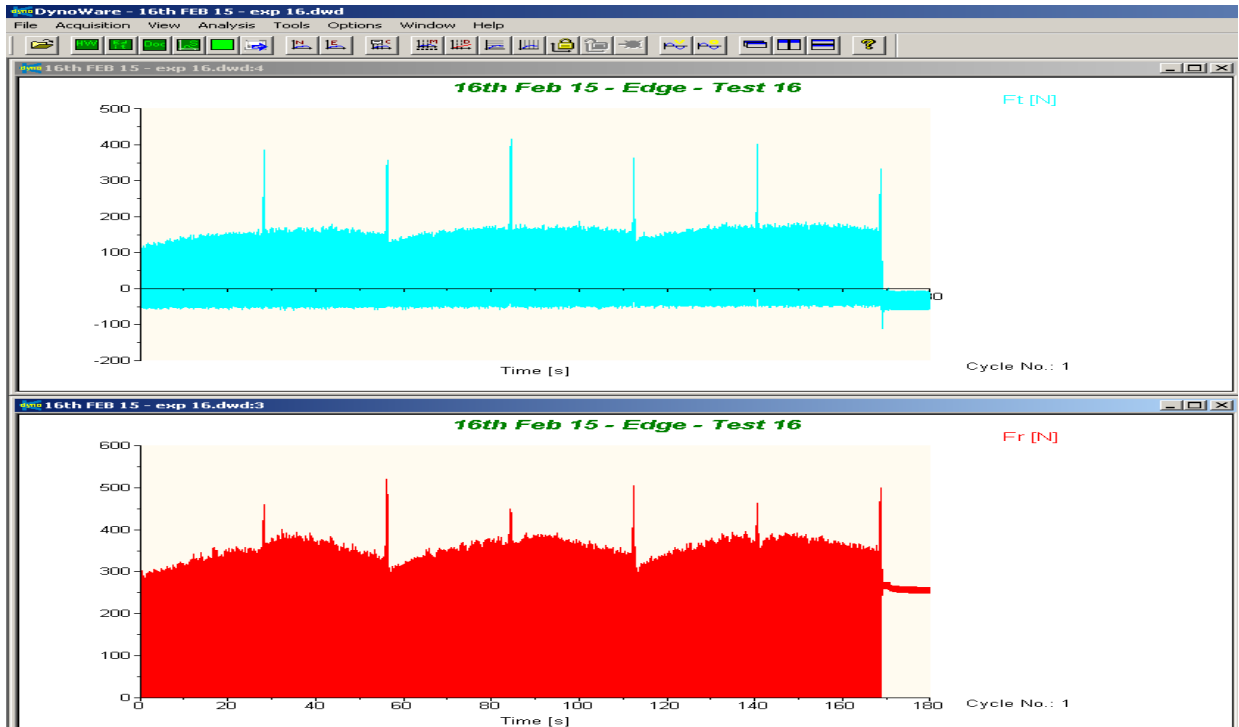 DynoWare - 16th FEB 15 - exp 16.dwd
File Acquisition View Analysis Tools Options Window Help
16th FEB 15 - exp 16.dwd:4
16th Feb 15 - Edge - Test 16
Ft [N]
500
400
300
200
100
0
-100
-200
Time [s]
Cycle No.: 1
16th FEB 15 - exp 16.dwd:3
16th Feb 15 - Edge - Test 16
Fr [N]
600
500
400
300
200
100
0
0 20 40 60 80 100 120 140 160 180
Time [s]
Cycle No.: 1